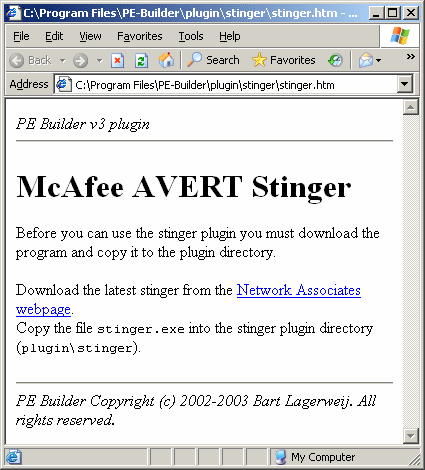 C:\Program Files\PE-Builder\plugin\stinger\stinger.htm - ...
File Edit View Favorites Tools Help
Back Search Favorites
Address C:\Program Files\PE-Builder\plugin\stinger\stinger.htm
PE Builder v3 plugin
McAfee AVERT Stinger
Before you can use the stinger plugin you must download the
program and copy it to the plugin directory.
Download the latest stinger from the Network Associates
webpage.
Copy the file stinger.exe into the stinger plugin directory
(plugin\stinger).
PE Builder Copyright (c) 2002-2003 Bart Lagerweij. All
rights reserved.
My Computer